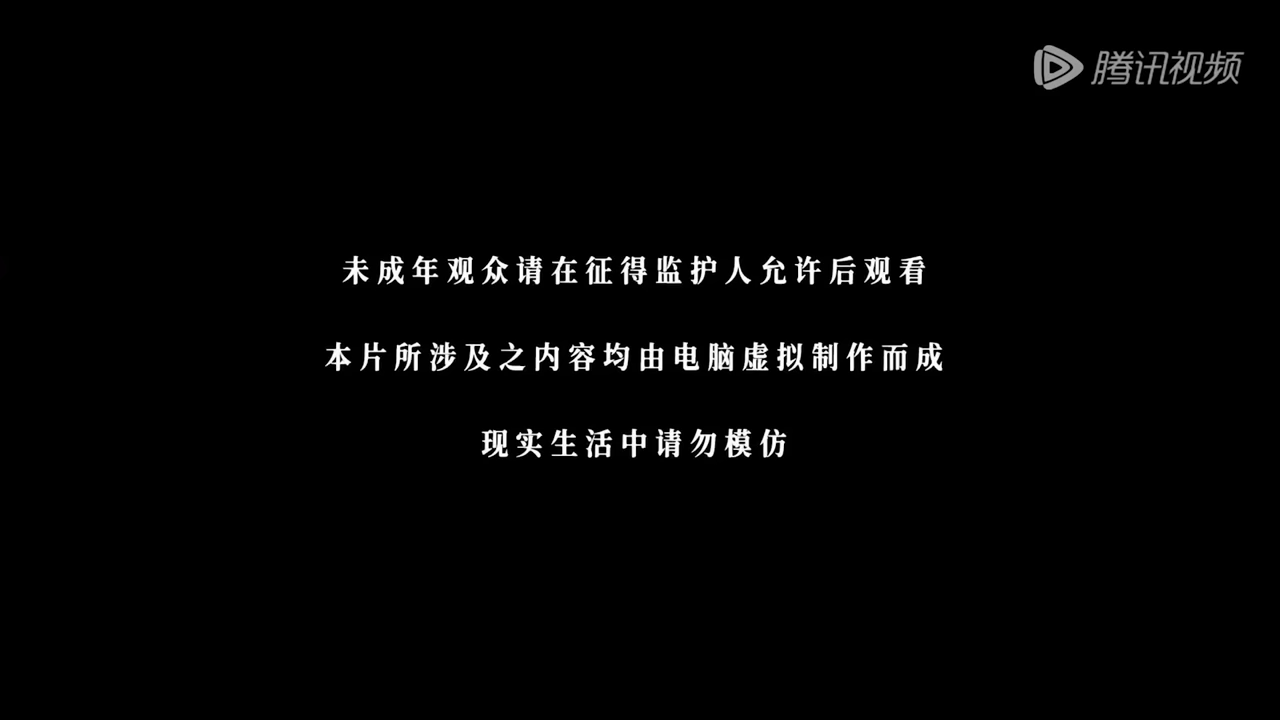 腾讯视频
未成年观众请在征得监护人允许后观看
本片所涉及之内容均由电脑虚拟制作而成
现实生活中请勿模仿